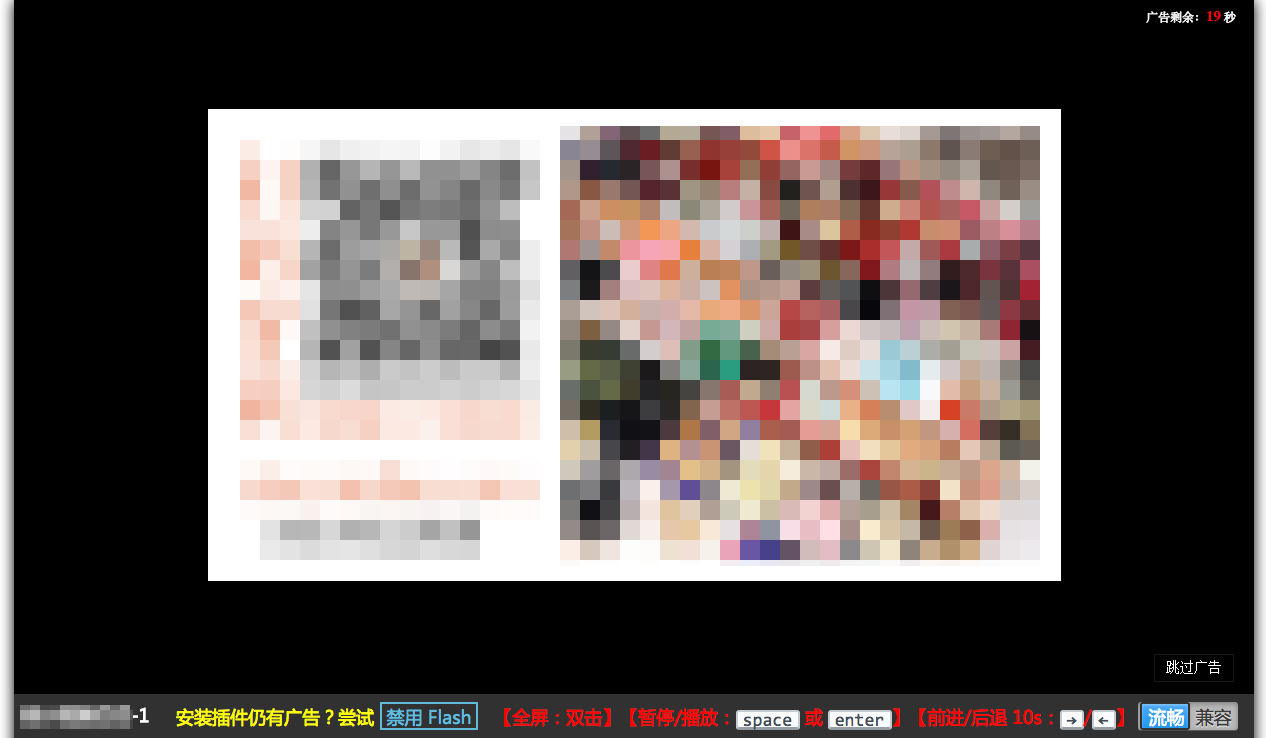 广告剩余：19 秒
跳过广告
-1 安装插件仍有广告？尝试 禁用 Flash 【全屏：双击】【暂停/播放：space 或 enter】【前进/后退 10s：→/←】 流畅 兼容